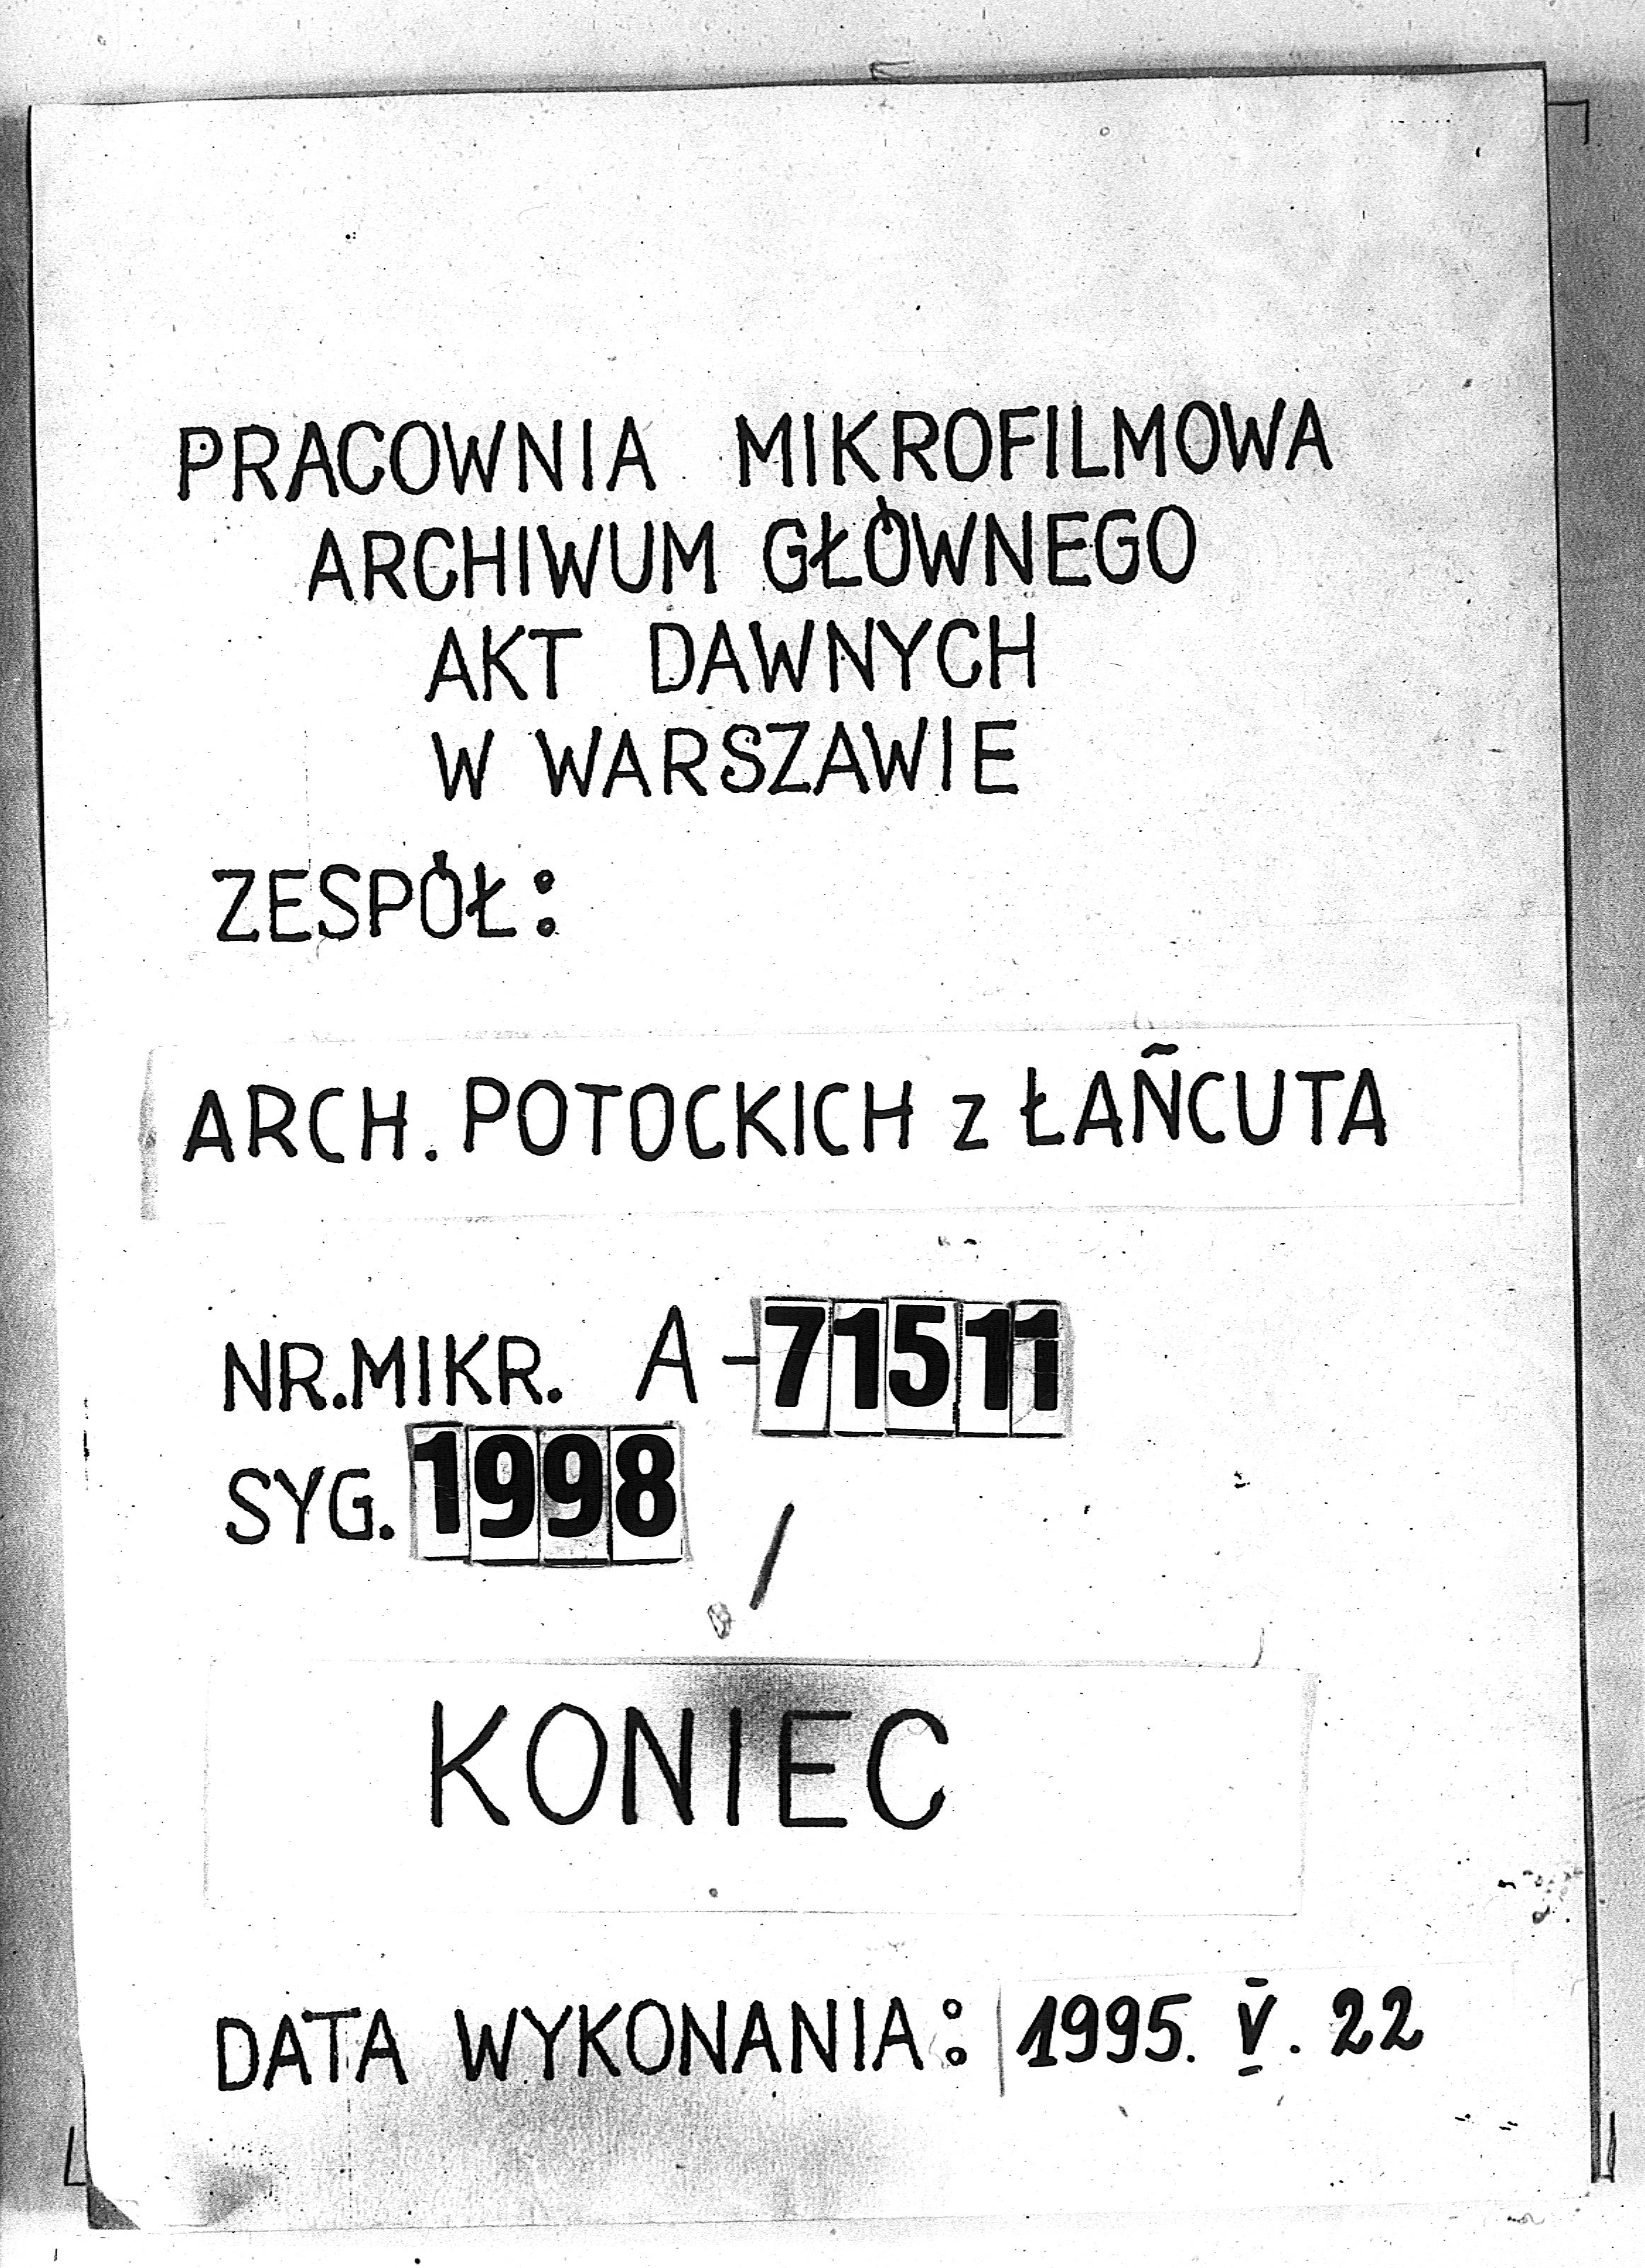 PRACOWNIA MIKROFILMOWA
ARCHIWUM GŁÓWNEGO
AKT DAWNYCH
W WARSZAWIE
ZESPÓŁ:
ARCH. POTOCKICH z ŁAŃCUTA
NR.MIKR. A-71511
SYG. 1998
KONIEC
DATA WYKONANIA: 1995. V. 22